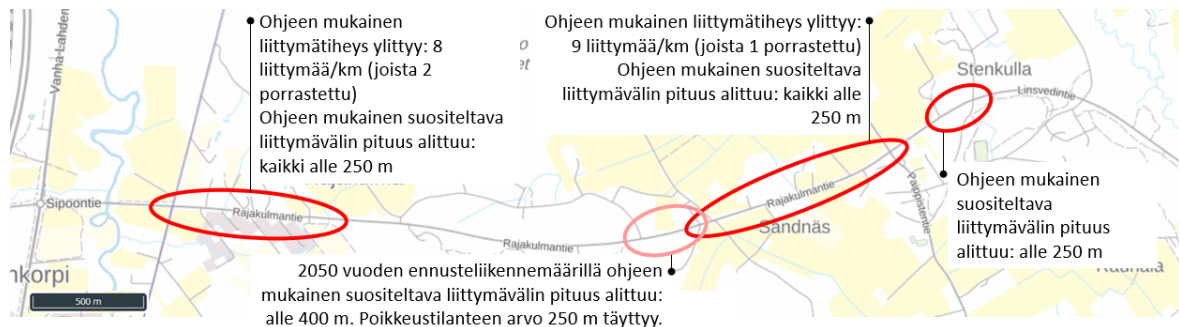 Ohjeen mukainen
liittymätiheys ylittyy: 8
liittymää/km (joista 2
porrastettu)
Ohjeen mukainen suositeltava
liittymävälin pituus alittuu:
kaikki alle 250 m
Ohjeen mukainen liittymätiheys ylittyy:
9 liittymää/km (joista 1 porrastettu)
Ohjeen mukainen suositeltava
liittymävälin pituus alittuu: kaikki alle
250 m
Vanha-Lahden
Stenkulla
Linsvedintie
Sipoontie
Rajakulmantie
Rajakulmantie
Rajakulmantie
Sandnäs
Paippistentie
Ohjeen mukainen
suositeltava
liittymävälin pituus
alittuu: alle 250 m
nkorpi
500 m
2050 vuoden ennusteliikennemäärillä ohjeen
mukainen suositeltava liittymävälin pituus alittuu:
alle 400 m. Poikkeustilanteen arvo 250 m täyttyy.